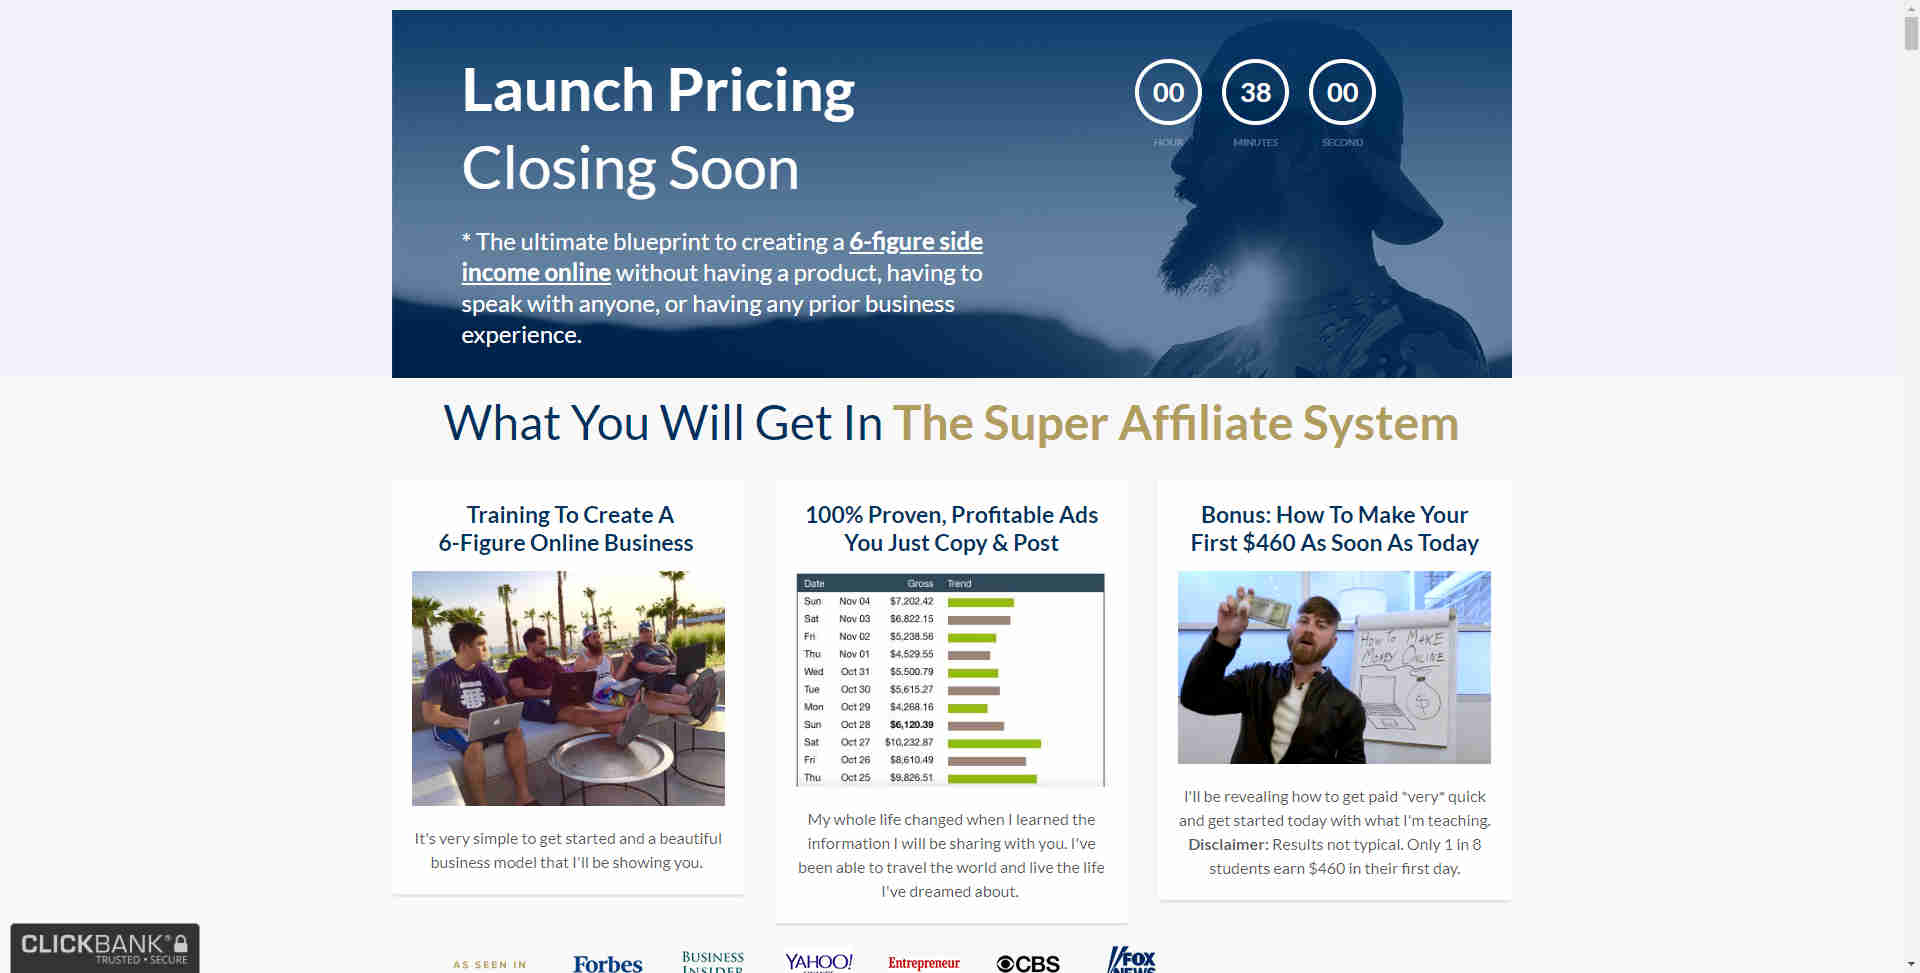 Launch Pricing
Closing Soon
* The ultimate blueprint to creating a 6-figure side
income online without having a product, having to
speak with anyone, or having any prior business
experience.
00 38 00
HOUR MINUTES SECOND
What You Will Get In The Super Affiliate System
Training To Create A
6-Figure Online Business
It's very simple to get started and a beautiful
business model that I'll be showing you.
100% Proven, Profitable Ads
You Just Copy & Post
Date Gross Trend
Sun Nov 04 $7,202.42
Sat Nov 03 $6,822.15
Fri Nov 02 $5,238.56
Thu Nov 01 $4,529.55
Wed Oct 31 $5,500.79
Tue Oct 30 $5,615.27
Mon Oct 29 $4,268.16
Sun Oct 28 $6,120.39
Sat Oct 27 $10,232.87
Fri Oct 26 $8,610.49
Thu Oct 25 $9,826.51
My whole life changed when I learned the
information I will be sharing with you. I've
been able to travel the world and live the life
I've dreamed about.
Bonus: How To Make Your
First $460 As Soon As Today
How To MAKE
MONEY ONLINE
$
I'll be revealing how to get paid *very* quick
and get started today with what I'm teaching.
Disclaimer: Results not typical. Only 1 in 8
students earn $460 in their first day.
CLICKBANK®
TRUSTED • SECURE
AS SEEN IN
Forbes
BUSINESS
INSIDER
YAHOO!
Entrepreneur
CBS
FOX
NEWS